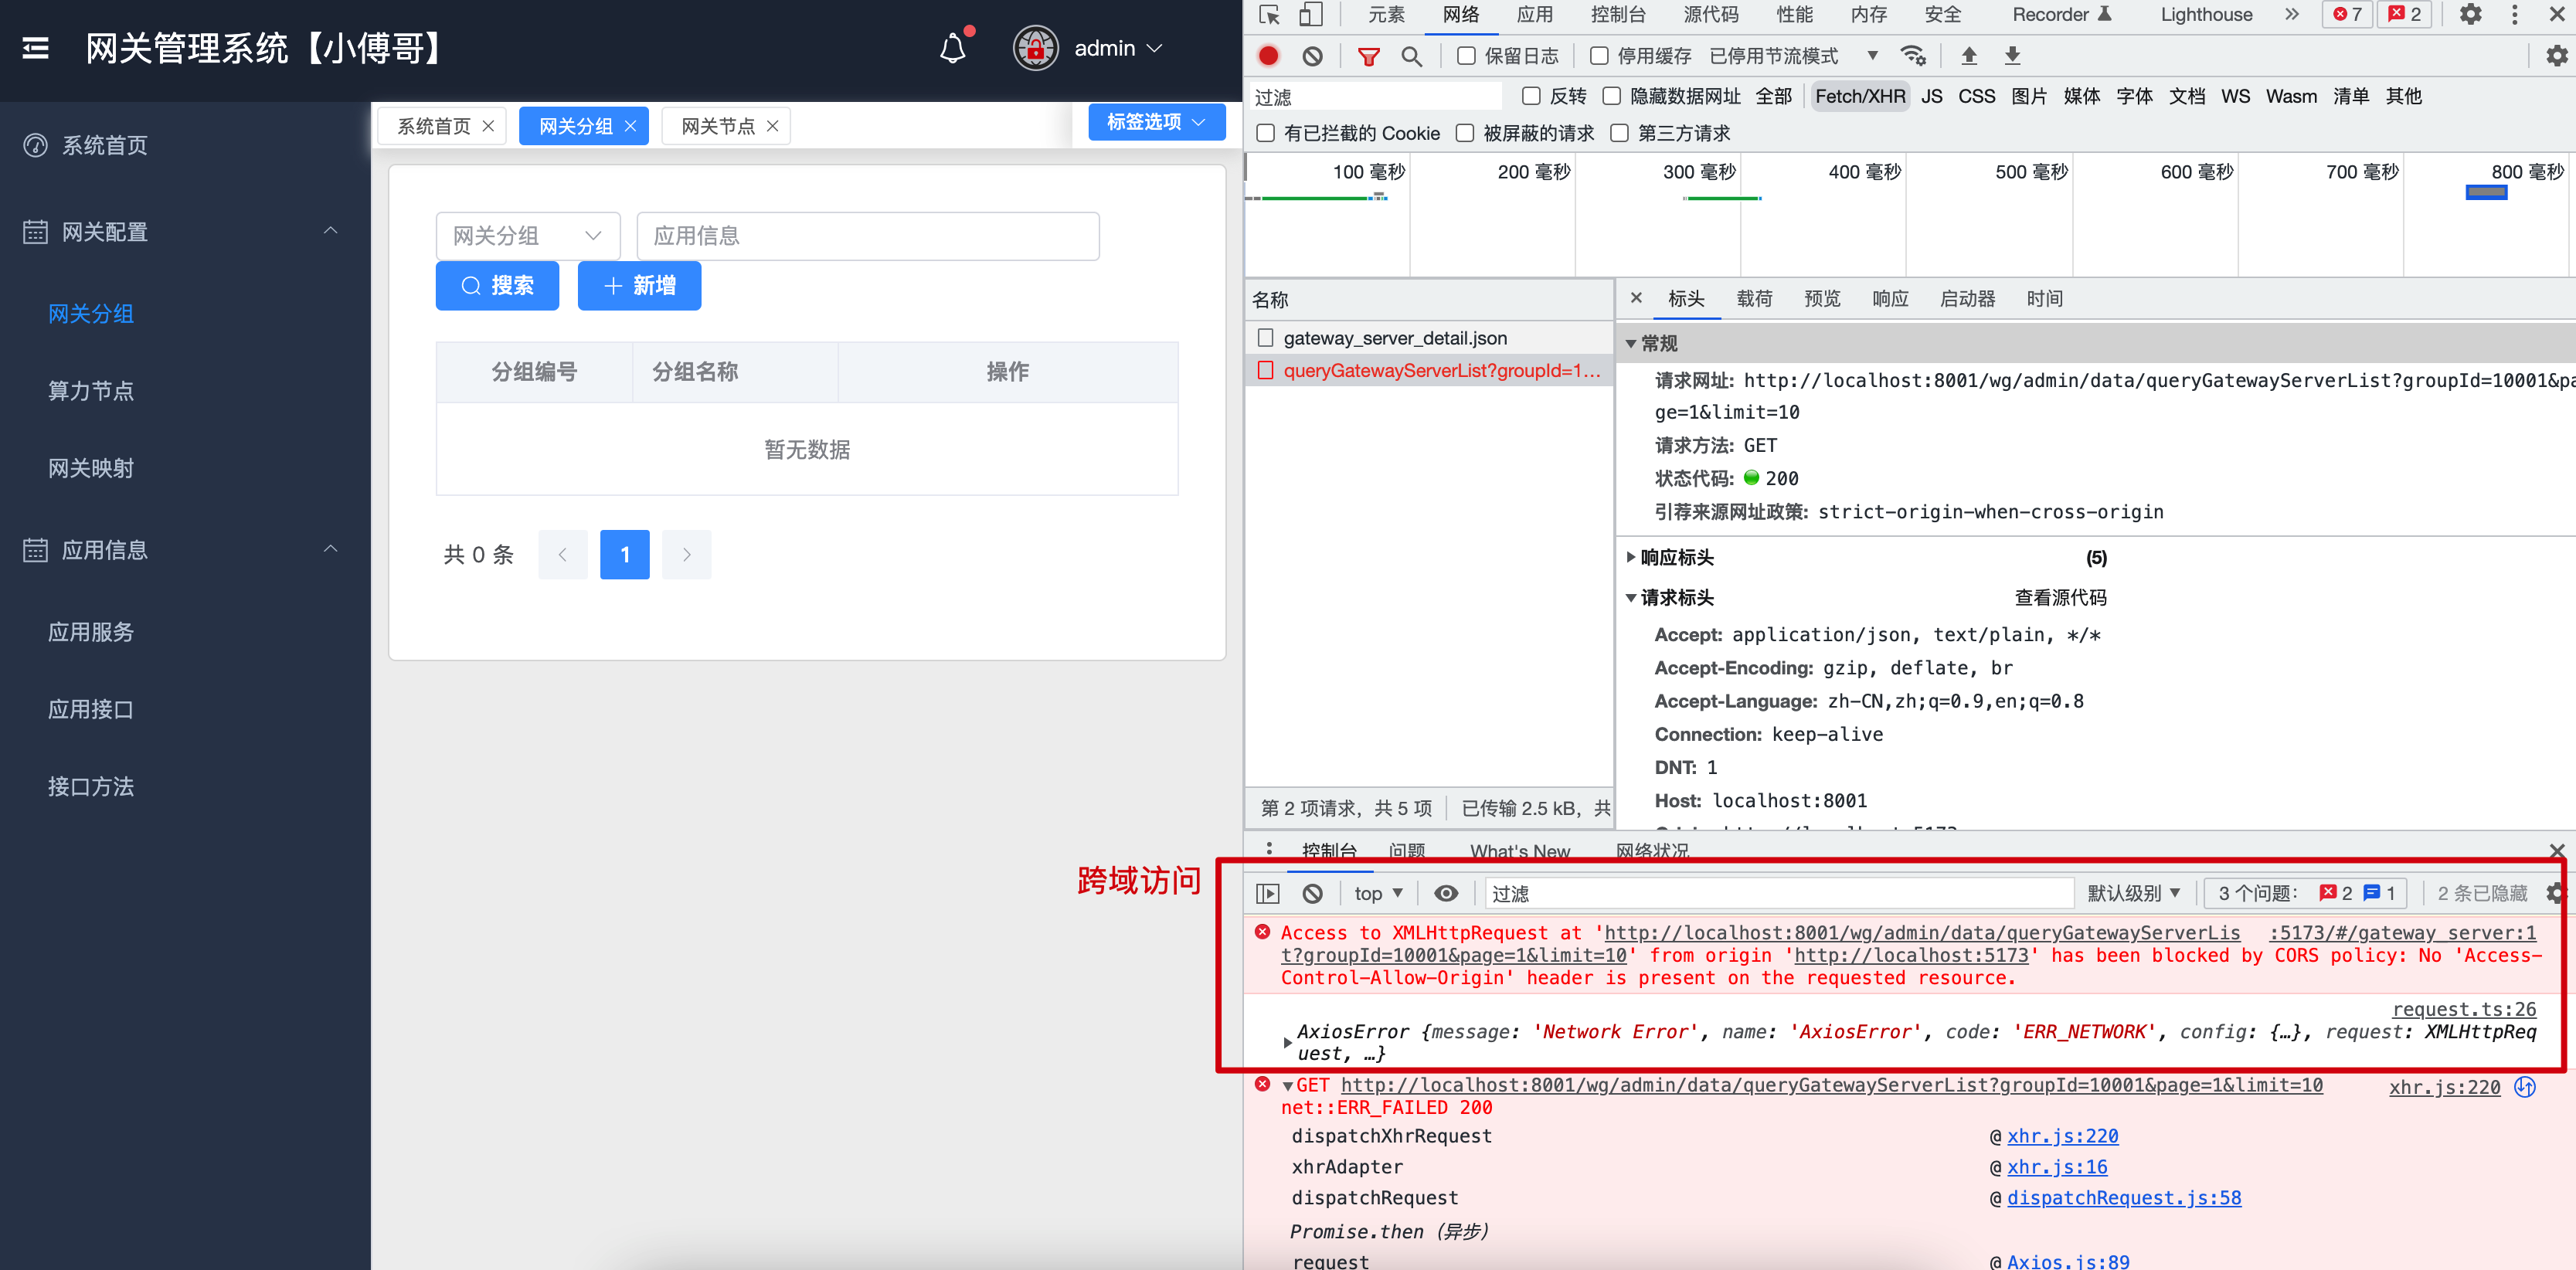 网关管理系统【小傅哥】
admin
系统首页
网关配置
网关分组
算力节点
网关映射
应用信息
应用服务
应用接口
接口方法
系统首页
网关分组
网关节点
标签选项
网关分组
应用信息
搜索
新增
分组编号 分组名称 操作
暂无数据
共 0 条
1
跨域访问
元素 网络 应用 控制台 源代码 性能 内存 安全 Recorder Lighthouse
7
2
保留日志 停用缓存 已停用节流模式
过滤 反转 隐藏数据网址 全部 Fetch/XHR JS CSS 图片 媒体 字体 文档 WS Wasm 清单 其他
有已拦截的 Cookie 被屏蔽的请求 第三方请求
100 毫秒 200 毫秒 300 毫秒 400 毫秒 500 毫秒 600 毫秒 700 毫秒 800 毫秒
名称
gateway_server_detail.json
queryGatewayServerList?groupId=1...
第 2 项请求，共 5 项 已传输 2.5 kB，共
标头 载荷 预览 响应 启动器 时间
常规
请求网址: http://localhost:8001/wg/admin/data/queryGatewayServerList?groupId=10001&pa
ge=1&limit=10
请求方法: GET
状态代码: 200
引荐来源网址政策: strict-origin-when-cross-origin
响应标头 (5)
请求标头 查看源代码
Accept: application/json, text/plain, */*
Accept-Encoding: gzip, deflate, br
Accept-Language: zh-CN,zh;q=0.9,en;q=0.8
Connection: keep-alive
DNT: 1
Host: localhost:8001
控制台 问题 What's New 网络状况
top 过滤 默认级别 3 个问题: 2 1 2 条已隐藏
Access to XMLHttpRequest at 'http://localhost:8001/wg/admin/data/queryGatewayServerLis :5173/#/gateway_server:1
t?groupId=10001&page=1&limit=10' from origin 'http://localhost:5173' has been blocked by CORS policy: No 'Access-
Control-Allow-Origin' header is present on the requested resource.
request.ts:26
AxiosError {message: 'Network Error', name: 'AxiosError', code: 'ERR_NETWORK', config: {…}, request: XMLHttpReq
uest, …}
GET http://localhost:8001/wg/admin/data/queryGatewayServerList?groupId=10001&page=1&limit=10 xhr.js:220
net::ERR_FAILED 200
dispatchXhrRequest @ xhr.js:220
xhrAdapter @ xhr.js:16
dispatchRequest @ dispatchRequest.js:58
Promise.then（异步）
request @ Axios.js:89